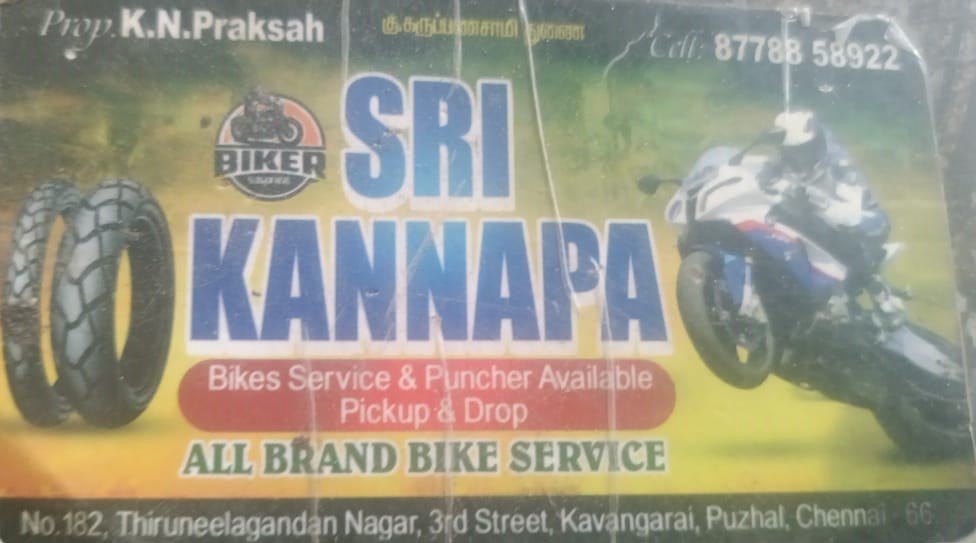 Prop. K.N.Praksah
கு.கருப்பணசாமி துணை
Cell: 87788 58922
BIKER
SRI
KANNAPA
Bikes Service & Puncher Available
Pickup & Drop
ALL BRAND BIKE SERVICE
No.182, Thiruneelagandan Nagar, 3rd Street, Kavangarai, Puzhal, Chennai - 66